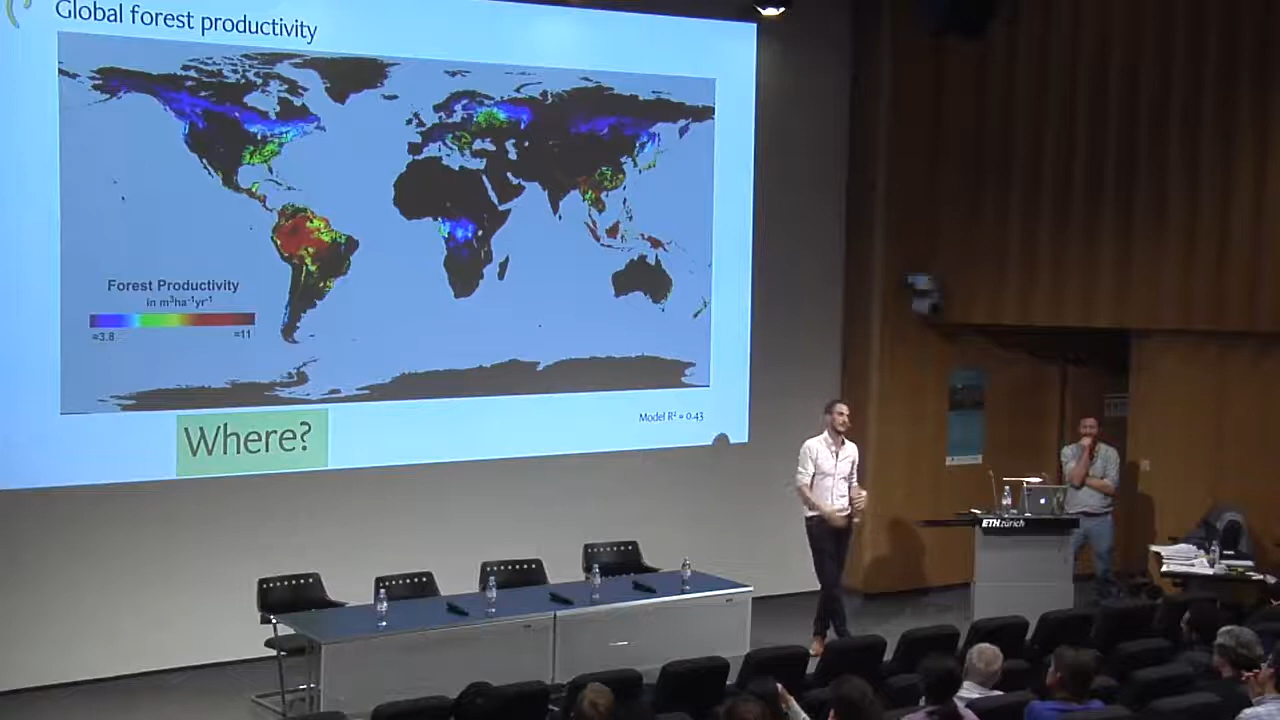 Global forest productivity
Forest Productivity
in m³ha⁻¹yr⁻¹
≈3.8
≈11
Model R² = 0.43
Where?
ETHzürich